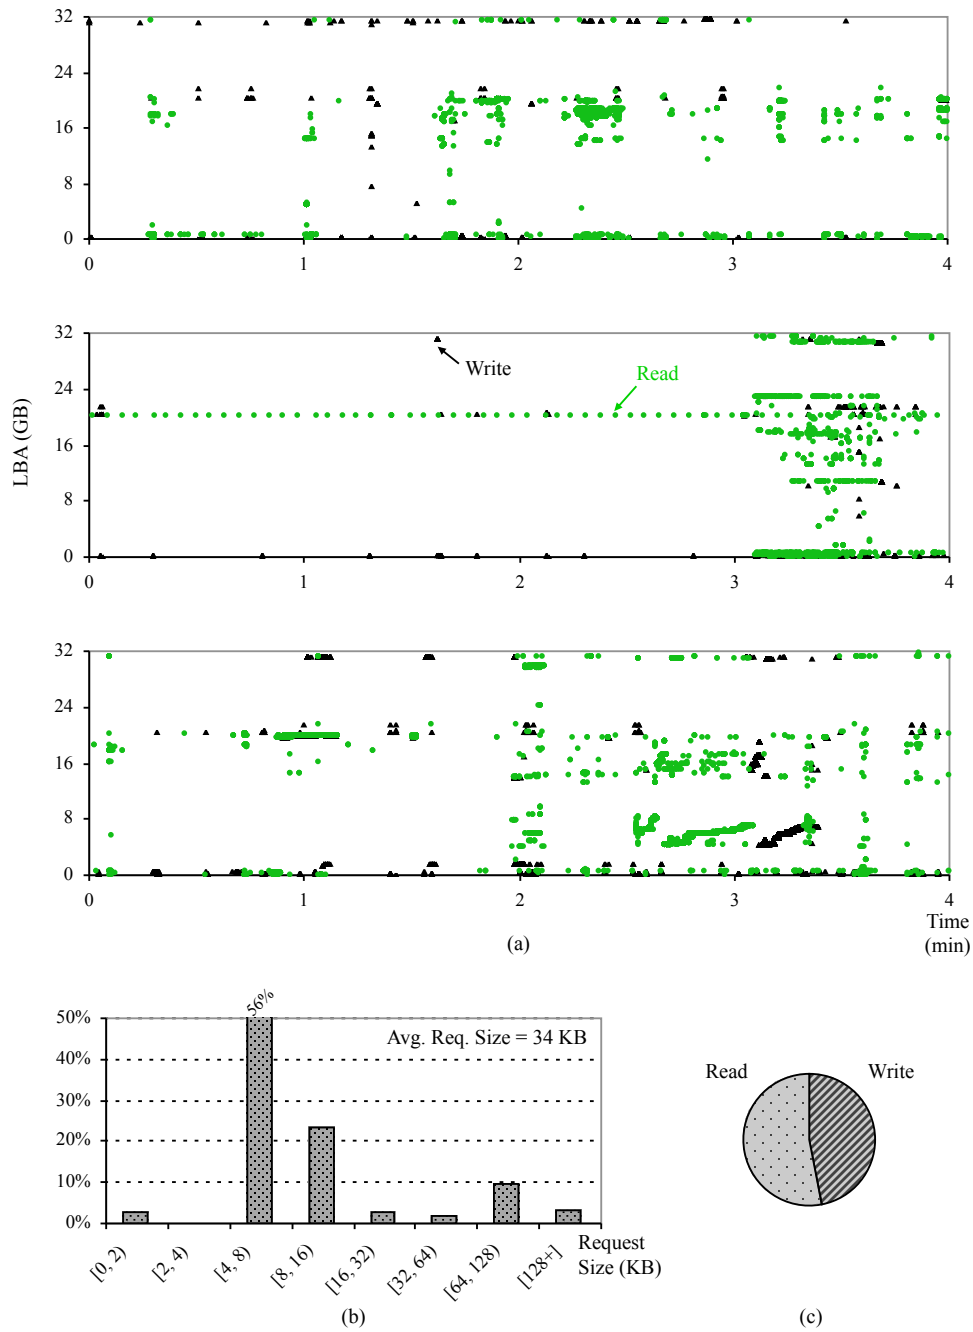 32
24
16
8
0
0 1 2 3 4
32
24
16
8
0
Write
Read
LBA (GB)
0 1 2 3 4
32
24
16
8
0
0 1 2 3 4
Time
(min)
(a)
56%
50%
40%
30%
20%
10%
0%
Avg. Req. Size = 34 KB
[0, 2) [2, 4) [4, 8) [8, 16) [16, 32) [32, 64) [64, 128) [128+]
Request
Size (KB)
(b)
Read Write
(c)